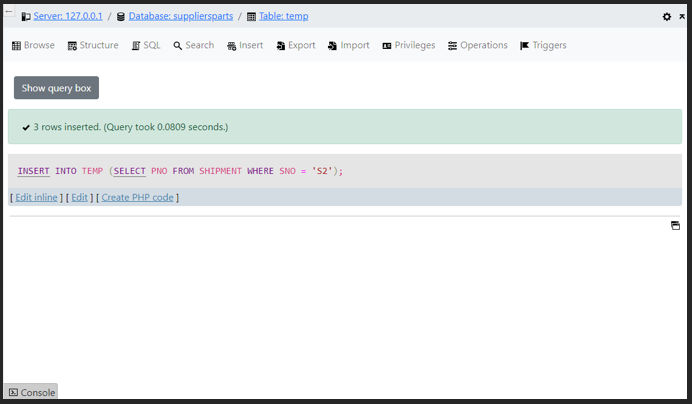 Server: 127.0.0.1 / Database: suppliersparts / Table: temp
Browse Structure SQL Search Insert Export Import Privileges Operations Triggers
Show query box
3 rows inserted. (Query took 0.0809 seconds.)
INSERT INTO TEMP (SELECT PNO FROM SHIPMENT WHERE SNO = 'S2');
[ Edit inline ] [ Edit ] [ Create PHP code ]
Console